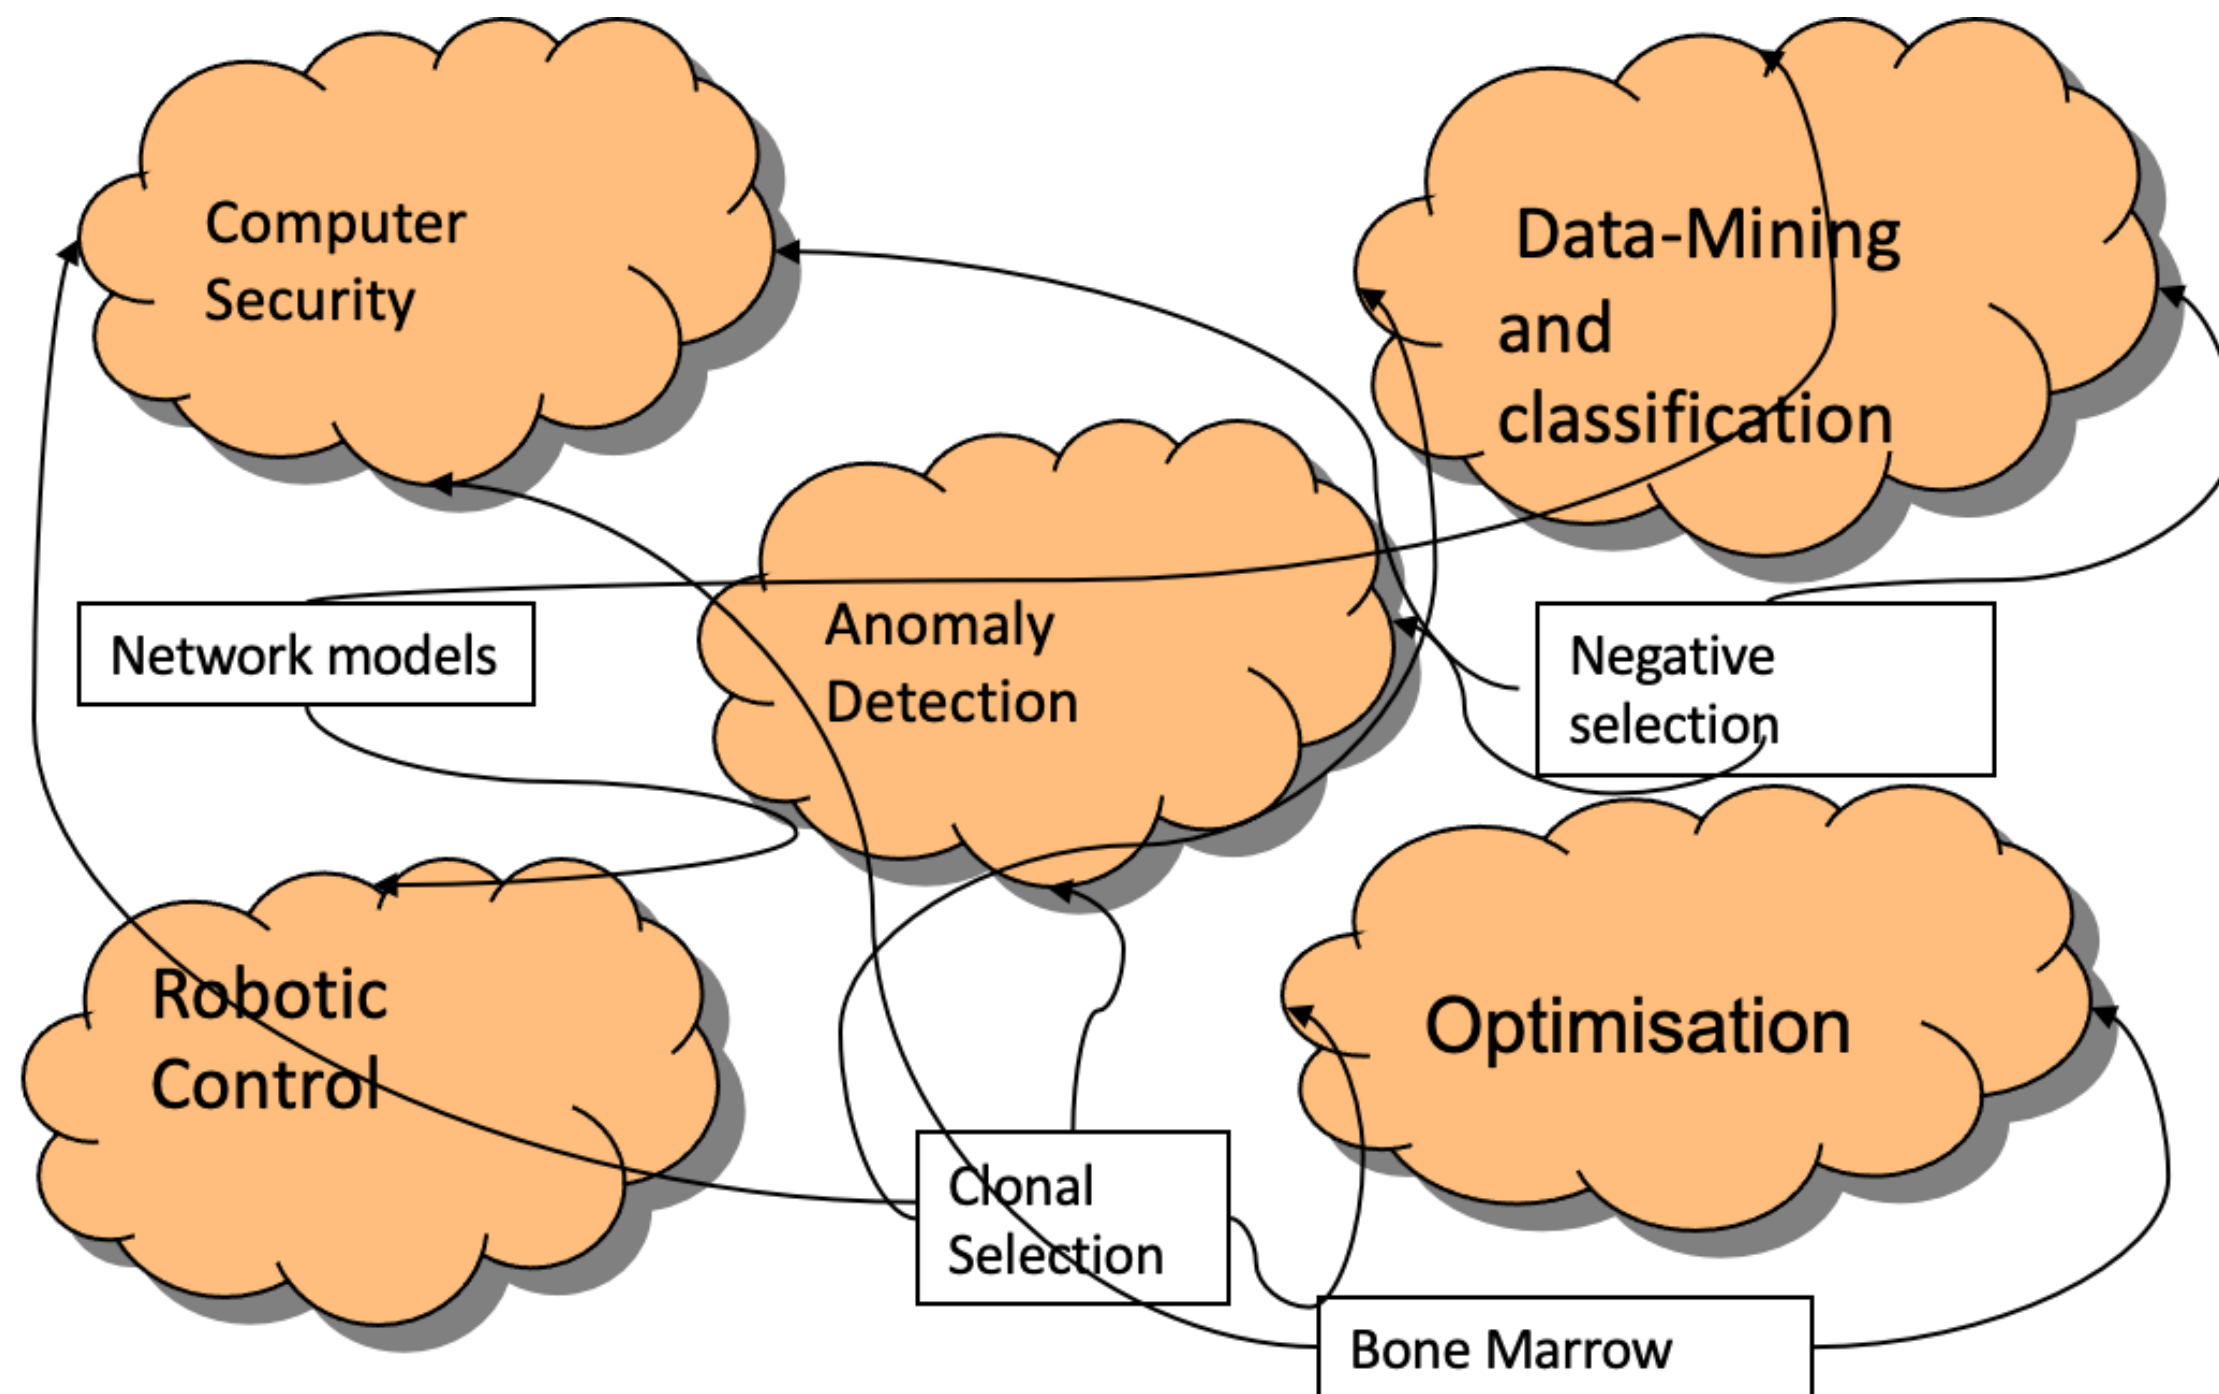 Computer
Security
Data-Mining
and
classification
Anomaly
Detection
Network models
Negative
selection
Robotic
Control
Optimisation
Clonal
Selection
Bone Marrow